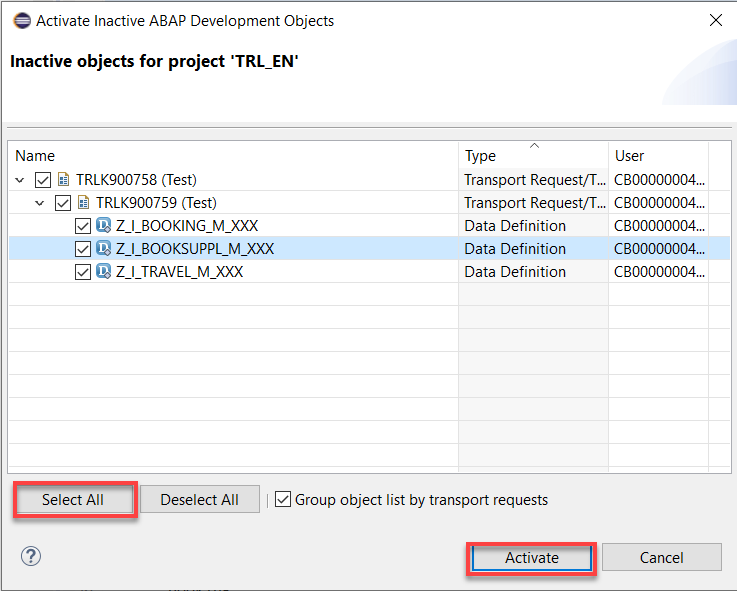 Activate Inactive ABAP Development Objects
Inactive objects for project 'TRL_EN'
Name Type User
TRLK900758 (Test) Transport Request/T... CB00000004...
TRLK900759 (Test) Transport Request/T... CB00000004...
Z_I_BOOKING_M_XXX Data Definition CB00000004...
Z_I_BOOKSUPPL_M_XXX Data Definition CB00000004...
Z_I_TRAVEL_M_XXX Data Definition CB00000004...
Select All Deselect All Group object list by transport requests
Activate Cancel